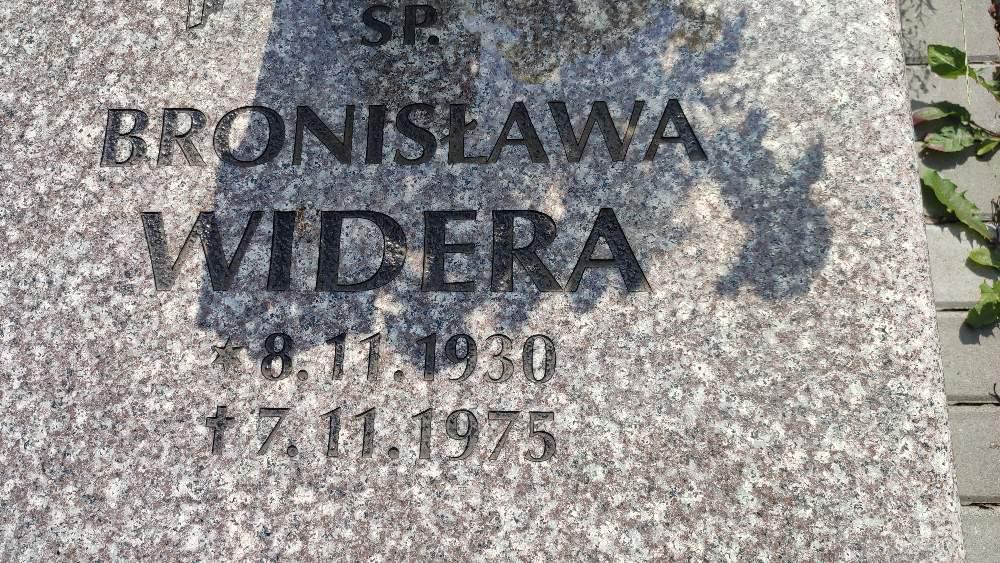 SP.
BRONISŁAWA
WIDERA
* 8.11.1930
† 7.11.1975